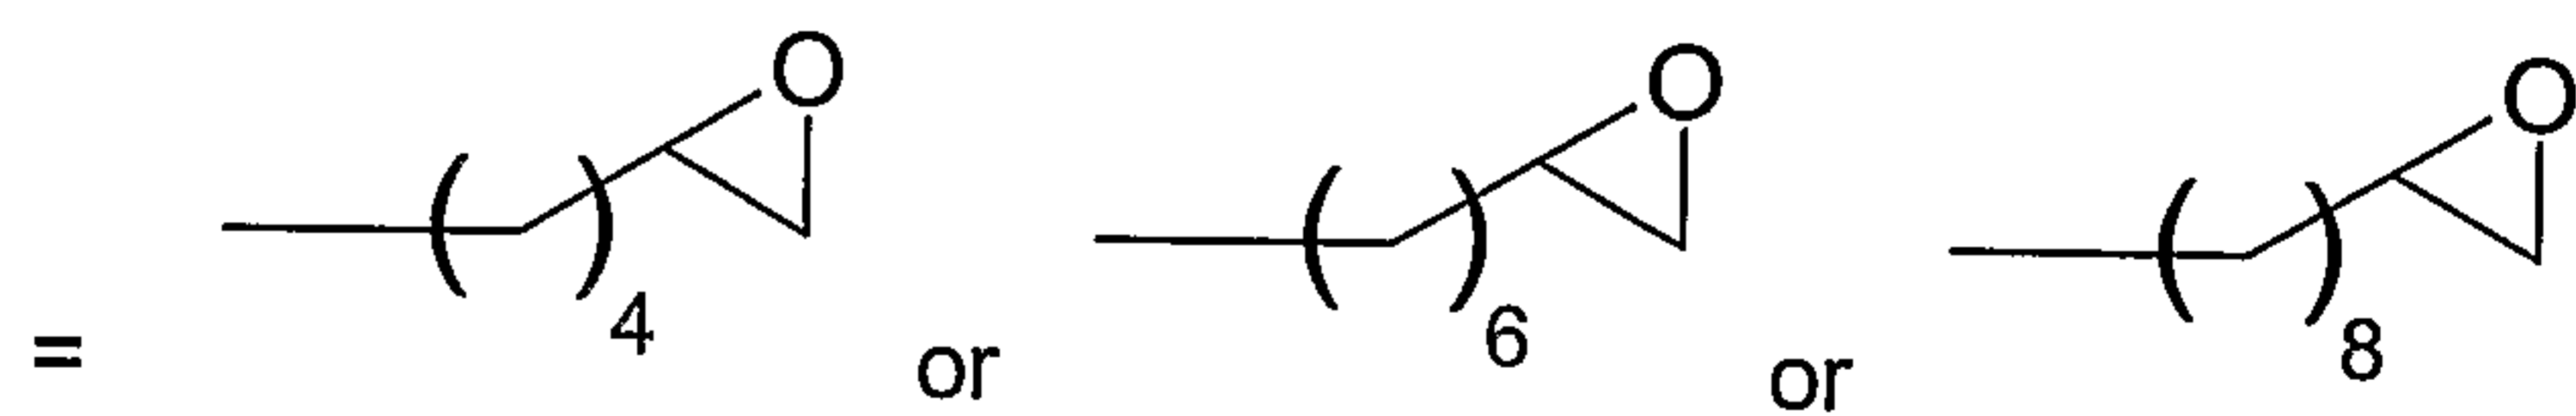 O O O
= ( )4 or ( )6 or ( )8